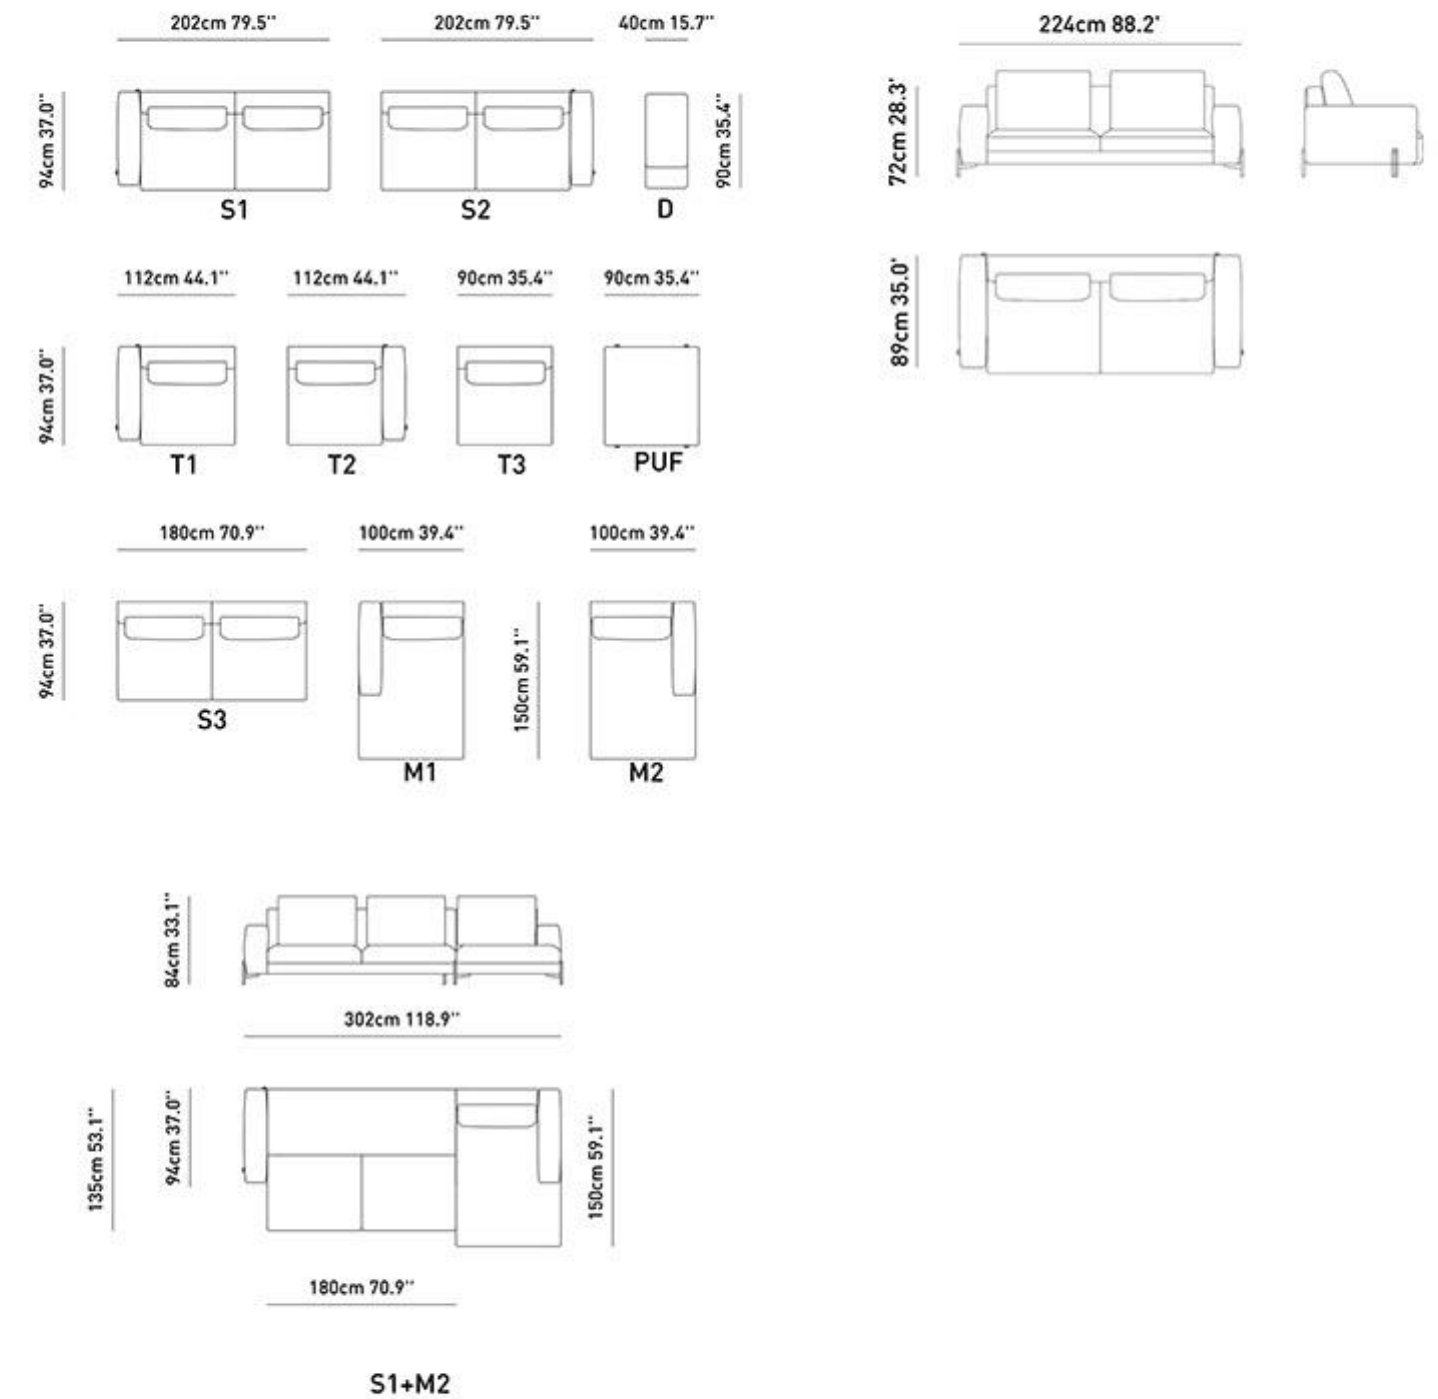 202cm 79.5''
202cm 79.5''
40cm 15.7''
94cm 37.0''
90cm 35.4''
S1
S2
D
112cm 44.1''
112cm 44.1''
90cm 35.4''
90cm 35.4''
94cm 37.0''
T1
T2
T3
PUF
180cm 70.9''
100cm 39.4''
100cm 39.4''
94cm 37.0''
150cm 59.1''
S3
M1
M2
84cm 33.1''
302cm 118.9''
135cm 53.1''
94cm 37.0''
150cm 59.1''
180cm 70.9''
S1+M2
224cm 88.2'
72cm 28.3'
89cm 35.0'